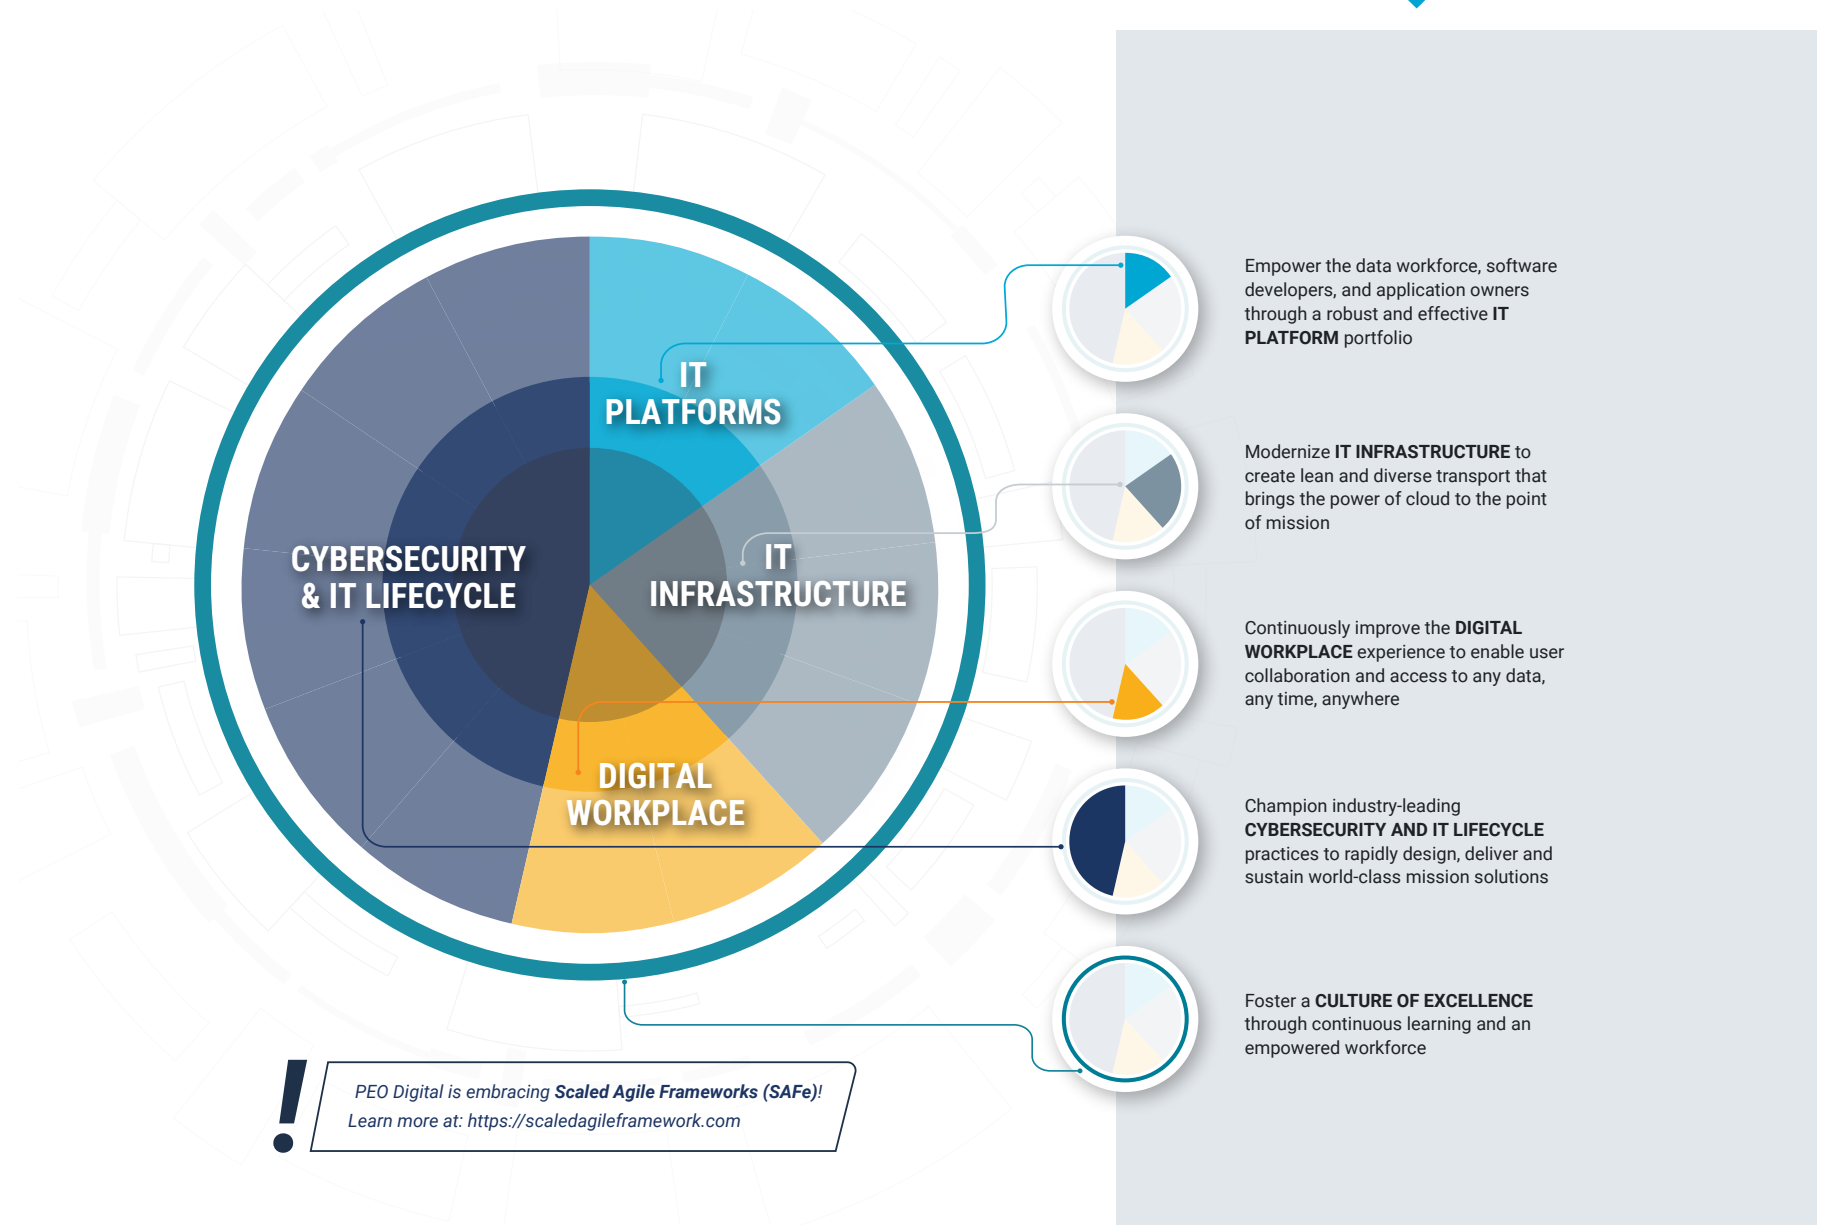 IT
PLATFORMS
CYBERSECURITY
& IT LIFECYCLE
IT
INFRASTRUCTURE
DIGITAL
WORKPLACE
Empower the data workforce, software
developers, and application owners
through a robust and effective IT
PLATFORM portfolio
Modernize IT INFRASTRUCTURE to
create lean and diverse transport that
brings the power of cloud to the point
of mission
Continuously improve the DIGITAL
WORKPLACE experience to enable user
collaboration and access to any data,
any time, anywhere
Champion industry-leading
CYBERSECURITY AND IT LIFECYCLE
practices to rapidly design, deliver and
sustain world-class mission solutions
Foster a CULTURE OF EXCELLENCE
through continuous learning and an
empowered workforce
! PEO Digital is embracing Scaled Agile Frameworks (SAFe)!
Learn more at: https://scaledagileframework.com